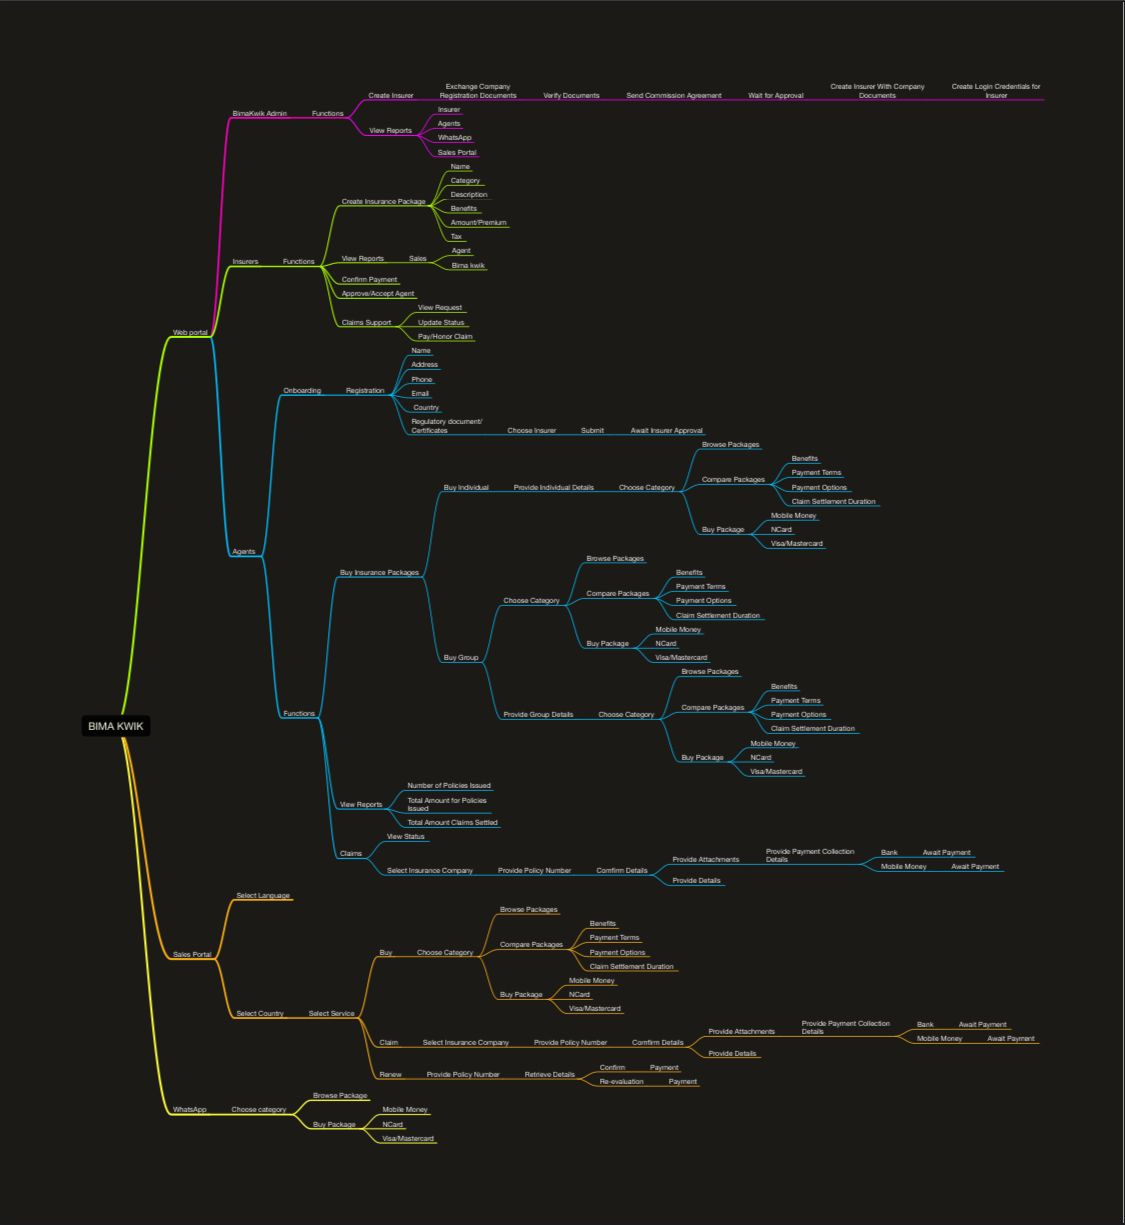 BIMA KWIK
Web portal
BimaKwik Admin
Functions
Create Insurer
Exchange Company
Registration Documents
Verify Documents
Send Commission Agreement
Wait for Approval
Create Insurer With Company
Documents
Create Login Credentials for
Insurer
View Reports
Insurer
Agents
WhatsApp
Sales Portal
Insurers
Functions
Create Insurance Package
Name
Category
Description
Benefits
Amount/Premium
Tax
View Reports
Sales
Agent
Bima kwik
Confirm Payment
Approve/Accept Agent
Claims Support
View Request
Update Status
Pay/Honor Claim
Agents
Onboarding
Registration
Name
Address
Phone
Email
Country
Regulatory document/
Certificates
Choose Insurer
Submit
Await Insurer Approval
Functions
Buy Insurance Packages
Buy Individual
Provide Individual Details
Choose Category
Browse Packages
Compare Packages
Benefits
Payment Terms
Payment Options
Claim Settlement Duration
Buy Package
Mobile Money
NCard
Visa/Mastercard
Buy Group
Choose Category
Browse Packages
Compare Packages
Benefits
Payment Terms
Payment Options
Claim Settlement Duration
Buy Package
Mobile Money
NCard
Visa/Mastercard
Provide Group Details
Choose Category
Browse Packages
Compare Packages
Benefits
Payment Terms
Payment Options
Claim Settlement Duration
Buy Package
Mobile Money
NCard
Visa/Mastercard
View Reports
Number of Policies Issued
Total Amount for Policies
Issued
Total Amount Claims Settled
Claims
View Status
Select Insurance Company
Provide Policy Number
Comfirm Details
Provide Attachments
Provide Payment Collection
Details
Bank
Await Payment
Mobile Money
Await Payment
Provide Details
Sales Portal
Select Language
Select Country
Select Service
Buy
Choose Category
Browse Packages
Compare Packages
Benefits
Payment Terms
Payment Options
Claim Settlement Duration
Buy Package
Mobile Money
NCard
Visa/Mastercard
Claim
Select Insurance Company
Provide Policy Number
Comfirm Details
Provide Attachments
Provide Payment Collection
Details
Bank
Await Payment
Mobile Money
Await Payment
Provide Details
Renew
Provide Policy Number
Retrieve Details
Confirm
Payment
Re-evaluation
Payment
WhatsApp
Choose category
Browse Package
Buy Package
Mobile Money
NCard
Visa/Mastercard